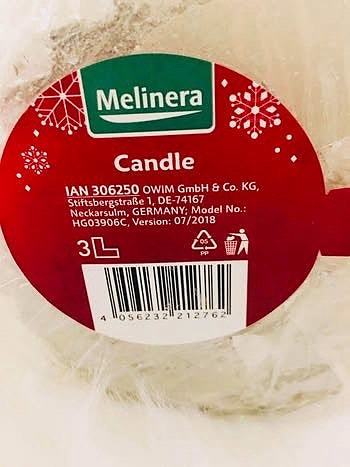 Melinera
Candle
IAN 306250 OWIM GmbH & Co. KG,
Stiftsbergstraße 1, DE-74167
Neckarsulm, GERMANY; Model No.:
HG03906C, Version: 07/2018
3
05
PP
4 056232 212762